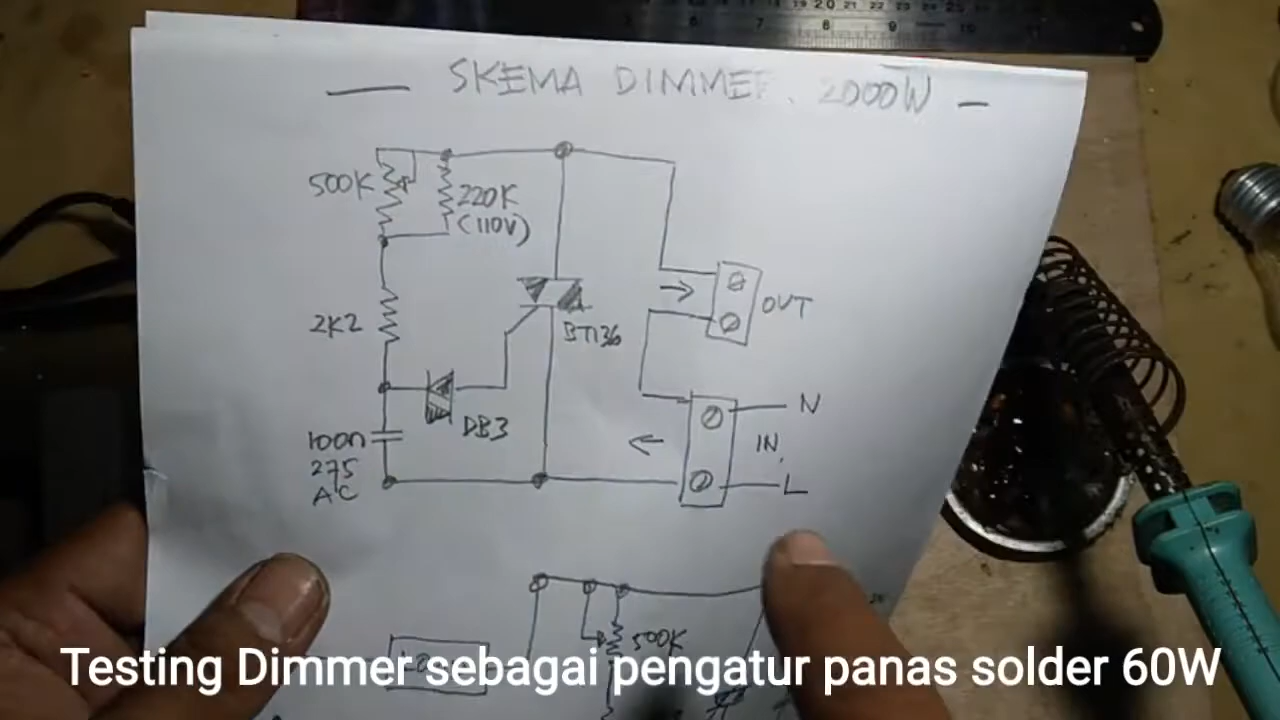 SKEMA DIMMER. 2000W
500K
220K
(110V)
2K2
BT136
OUT
DB3
100n
275
AC
N
IN.
L
500K
Testing Dimmer sebagai pengatur panas solder 60W